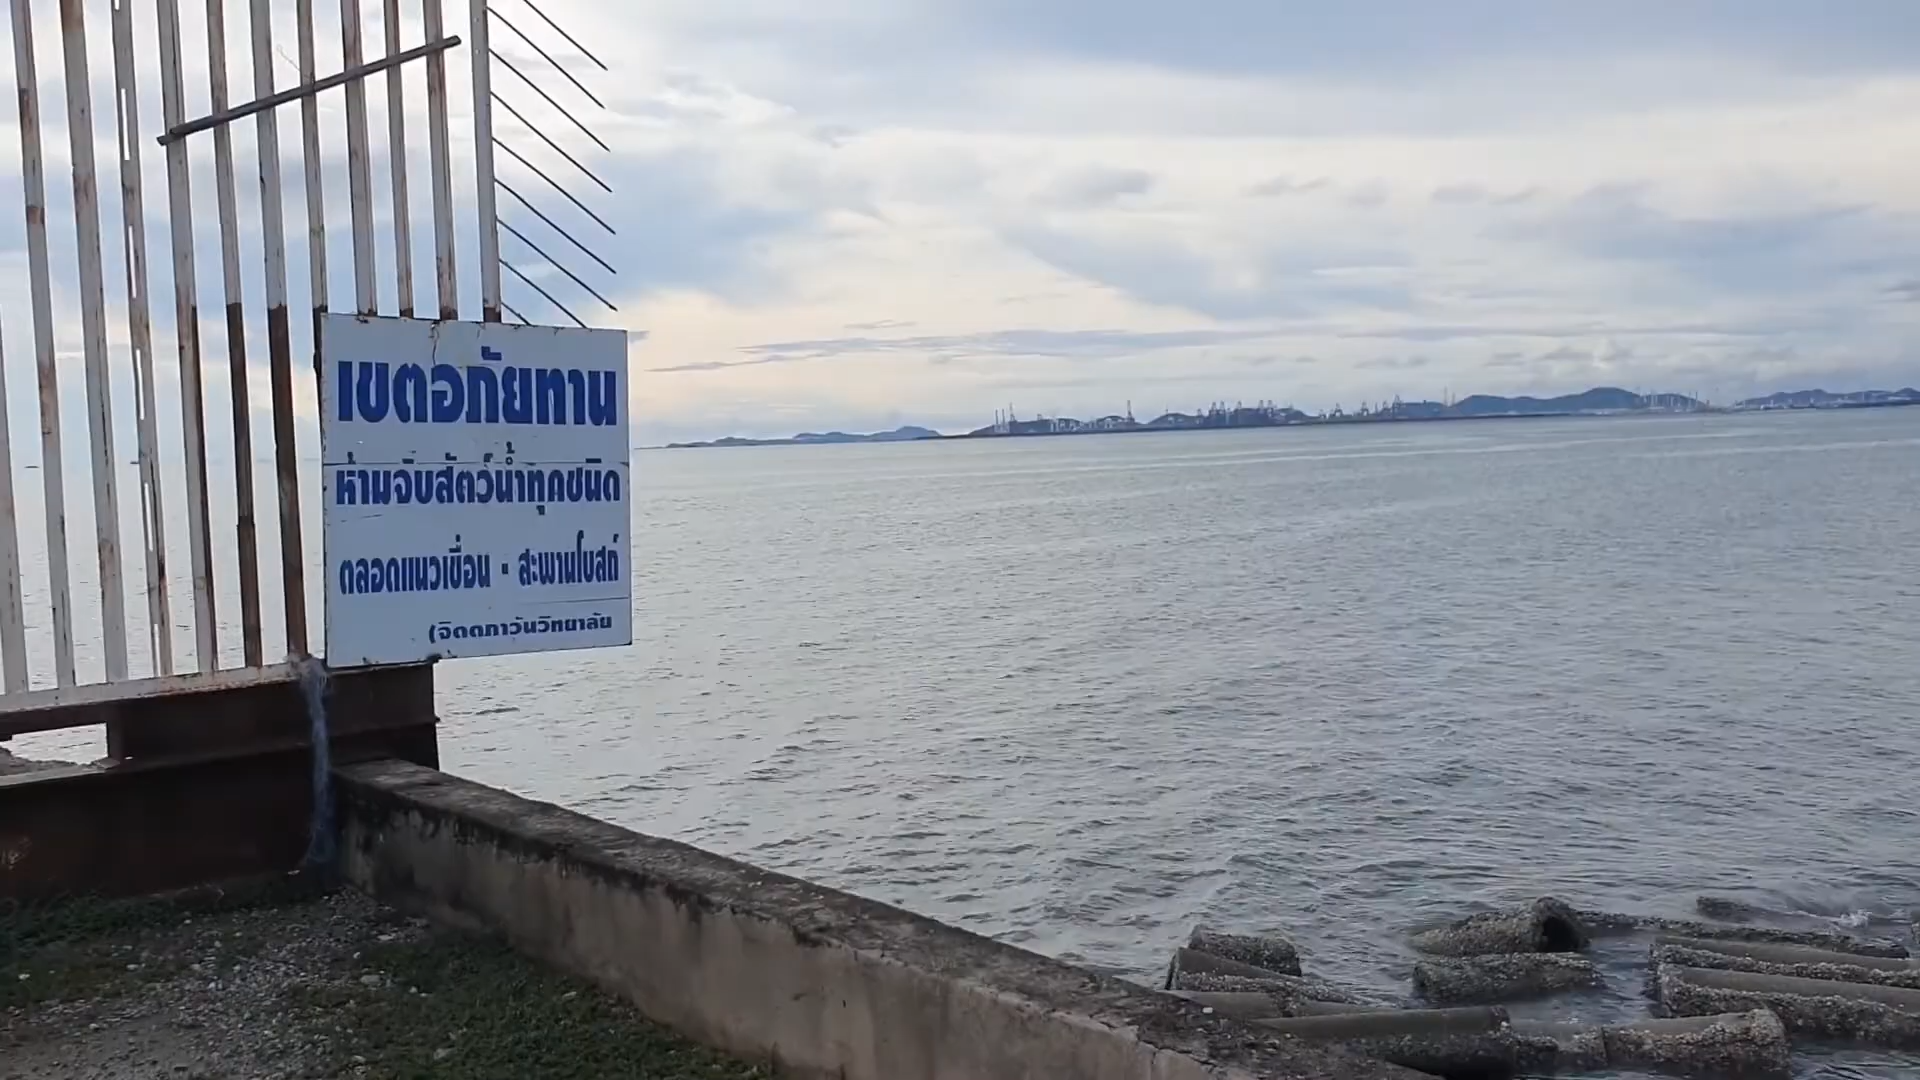 เขตอภัยทาน
ห้ามจับสัตว์น้ำทุกชนิด
ตลอดแนวเขื่อน - สะพานโบสถ์
(จิตตภาวันวิทยาลัย